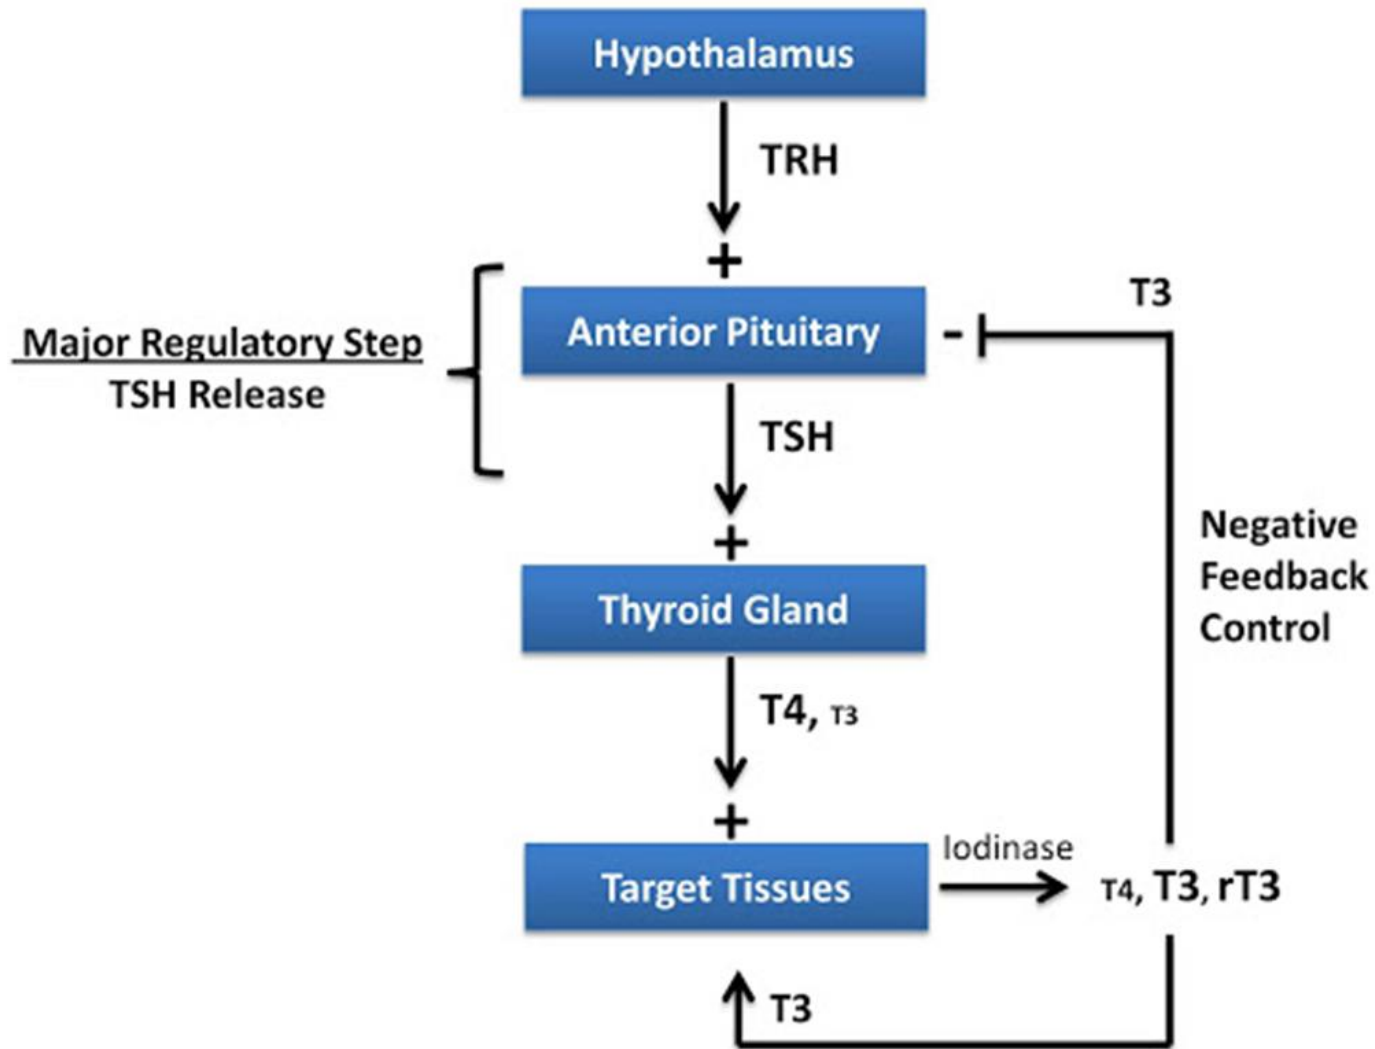 Hypothalamus
TRH
+
T3
Anterior Pituitary
-
Major Regulatory Step
TSH Release
TSH
+
Negative
Feedback
Control
Thyroid Gland
T4, T3
+
Iodinase
Target Tissues
T4, T3, rT3
T3